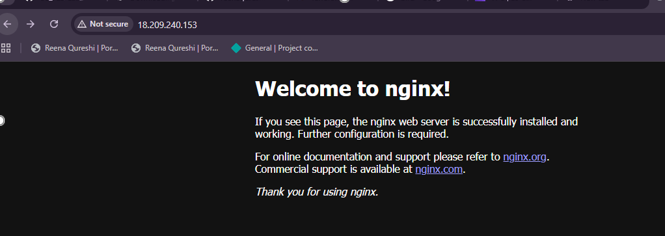 Not secure 18.209.240.153
Reena Qureshi | Por... Reena Qureshi | Por... General | Project co...
Welcome to nginx!
If you see this page, the nginx web server is successfully installed and
working. Further configuration is required.
For online documentation and support please refer to nginx.org.
Commercial support is available at nginx.com.
Thank you for using nginx.